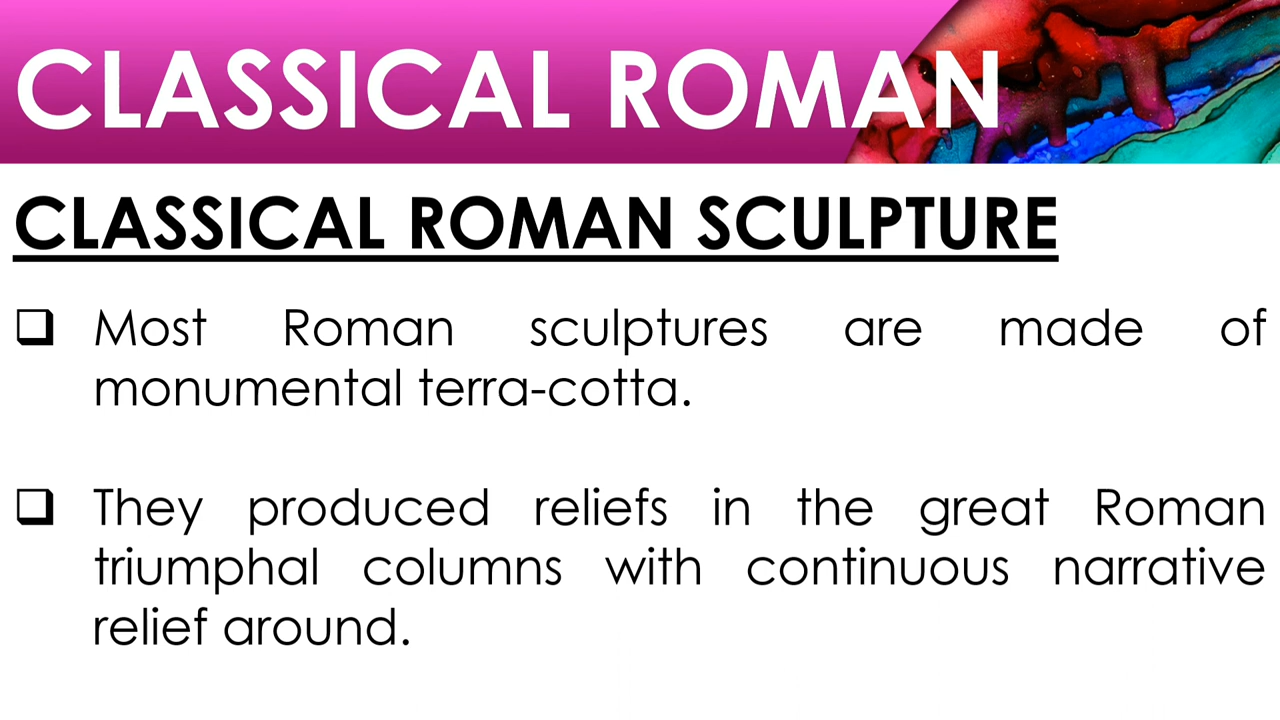 CLASSICAL ROMAN
CLASSICAL ROMAN SCULPTURE
❑ Most Roman sculptures are made of
monumental terra-cotta.
❑ They produced reliefs in the great Roman
triumphal columns with continuous narrative
relief around.